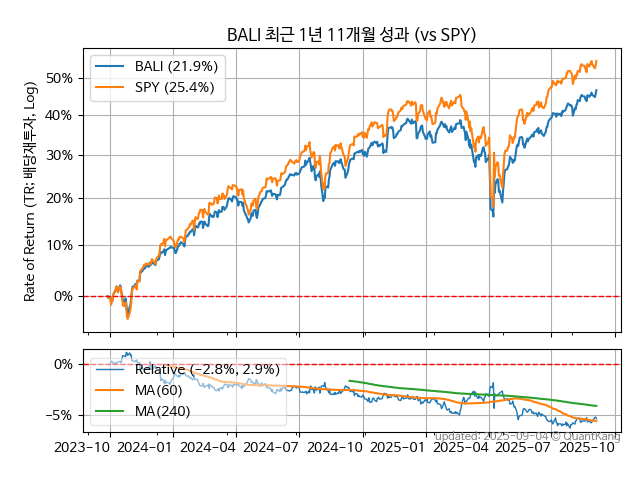 BALI 최근 1년 11개월 성과 (vs SPY)
BALI (21.9%)
SPY (25.4%)
Rate of Return (TR: 배당재투자, Log)
50%
40%
30%
20%
10%
0%
Relative (−2.8%, 2.9%)
MA(60)
MA(240)
0%
−5%
updated: 2025-09-04 © QuantKang
2023-10 2024-01 2024-04 2024-07 2024-10 2025-01 2025-04 2025-07 2025-10